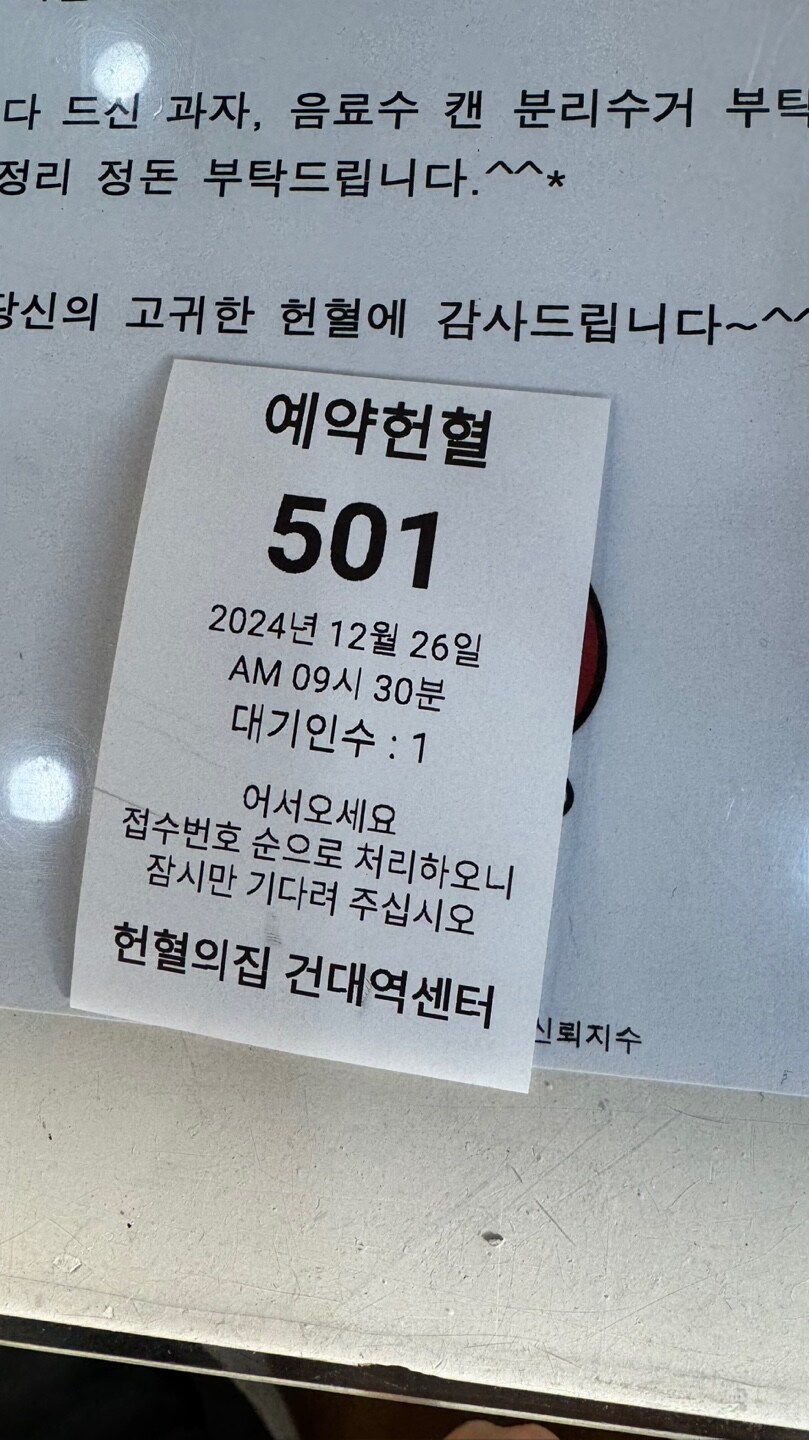 다 드신 과자, 음료수 캔 분리수거 부탁
정리 정돈 부탁드립니다.^^*
당신의 고귀한 헌혈에 감사드립니다~^^
예약헌혈
501
2024년 12월 26일
AM 09시 30분
대기인수 : 1
어서오세요
접수번호 순으로 처리하오니
잠시만 기다려 주십시오
헌혈의집 건대역센터
신뢰지수